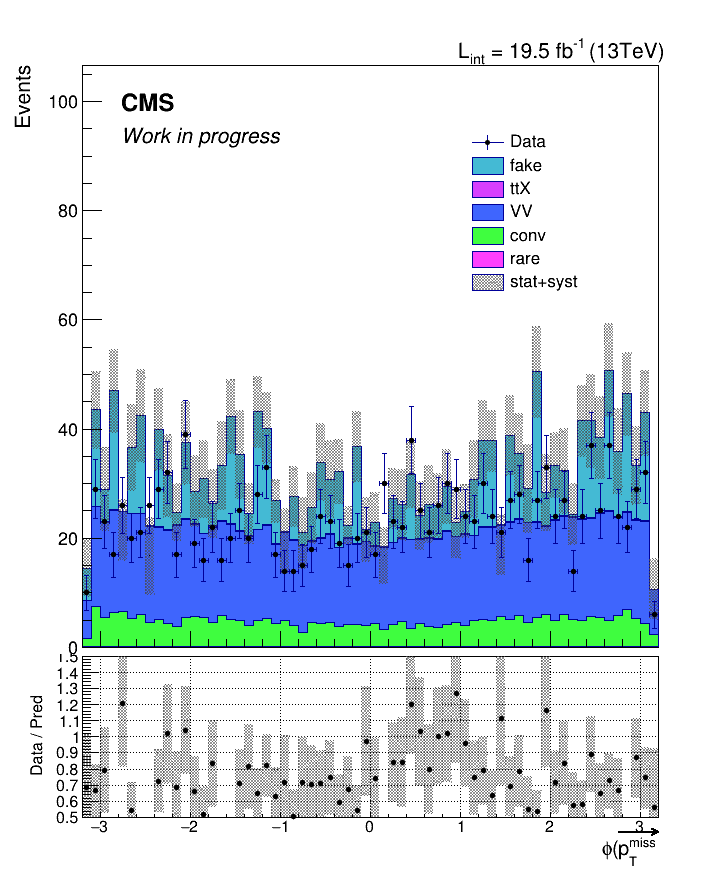 L_int = 19.5 fb^-1 (13TeV)
Events
CMS
Work in progress
Data
fake
ttX
VV
conv
rare
stat+syst
100
80
60
40
20
0
Data / Pred
1.5
1.4
1.3
1.2
1.1
1
0.9
0.8
0.7
0.6
0.5
−3 −2 −1 0 1 2 3
ϕ(p_T^miss